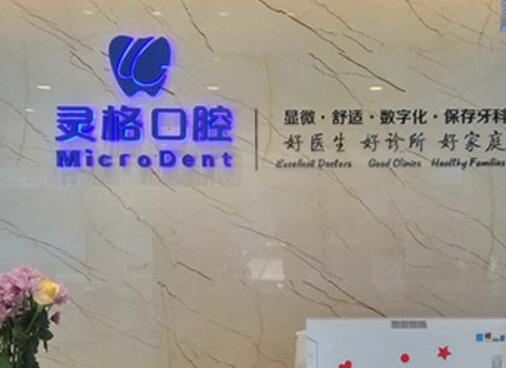 灵格口腔
MicroDent
显微·舒适·数字化·保存牙科
好医生 好诊所 好家庭
Excellent Doctors Good Clinics Healthy Families